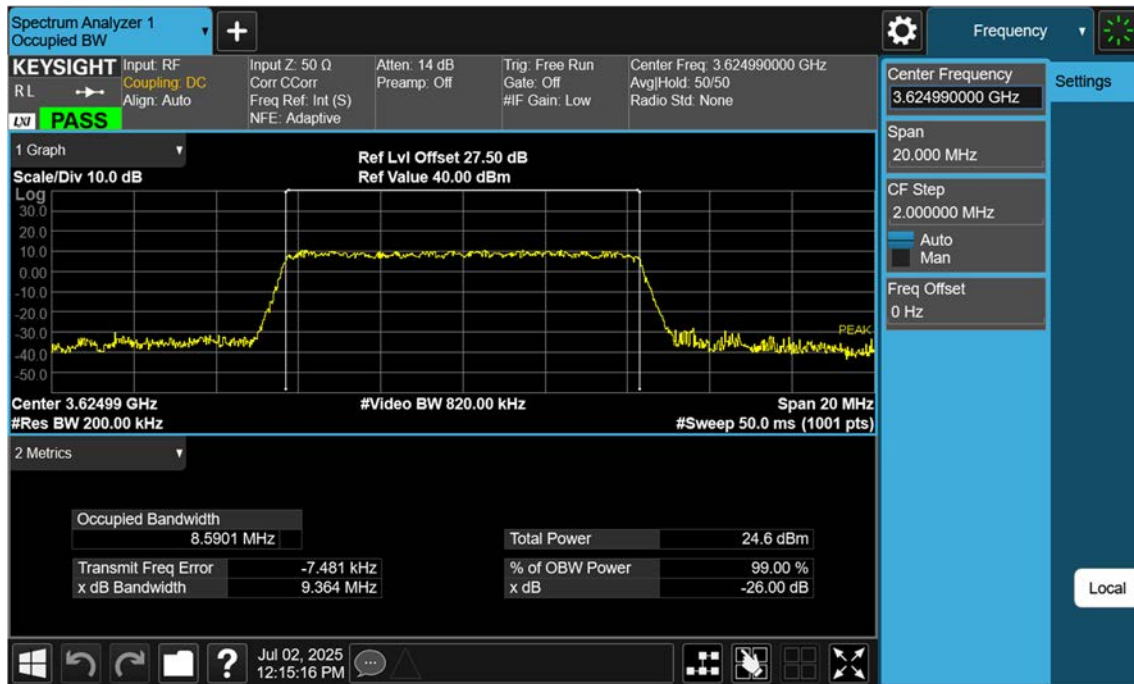 Spectrum Analyzer 1
Occupied BW
Frequency
KEYSIGHT
R L
LXI PASS
Input: RF
Coupling: DC
Align: Auto
Input Z: 50 Ω
Corr CCorr
Freq Ref: Int (S)
NFE: Adaptive
Atten: 14 dB
Preamp: Off
Trig: Free Run
Gate: Off
#IF Gain: Low
Center Freq: 3.624990000 GHz
Avg|Hold: 50/50
Radio Std: None
1 Graph
Scale/Div 10.0 dB
Ref Lvl Offset 27.50 dB
Ref Value 40.00 dBm
Log
30.0
20.0
10.0
0.00
-10.0
-20.0
-30.0
-40.0
-50.0
PEAK
Center 3.62499 GHz
#Video BW 820.00 kHz
Span 20 MHz
#Res BW 200.00 kHz
#Sweep 50.0 ms (1001 pts)
2 Metrics
Occupied Bandwidth
8.5901 MHz
Transmit Freq Error -7.481 kHz
x dB Bandwidth 9.364 MHz
Total Power 24.6 dBm
% of OBW Power 99.00 %
x dB -26.00 dB
Center Frequency
3.624990000 GHz
Span
20.000 MHz
CF Step
2.000000 MHz
Auto
Man
Freq Offset
0 Hz
Settings
Local
?
Jul 02, 2025
12:15:16 PM